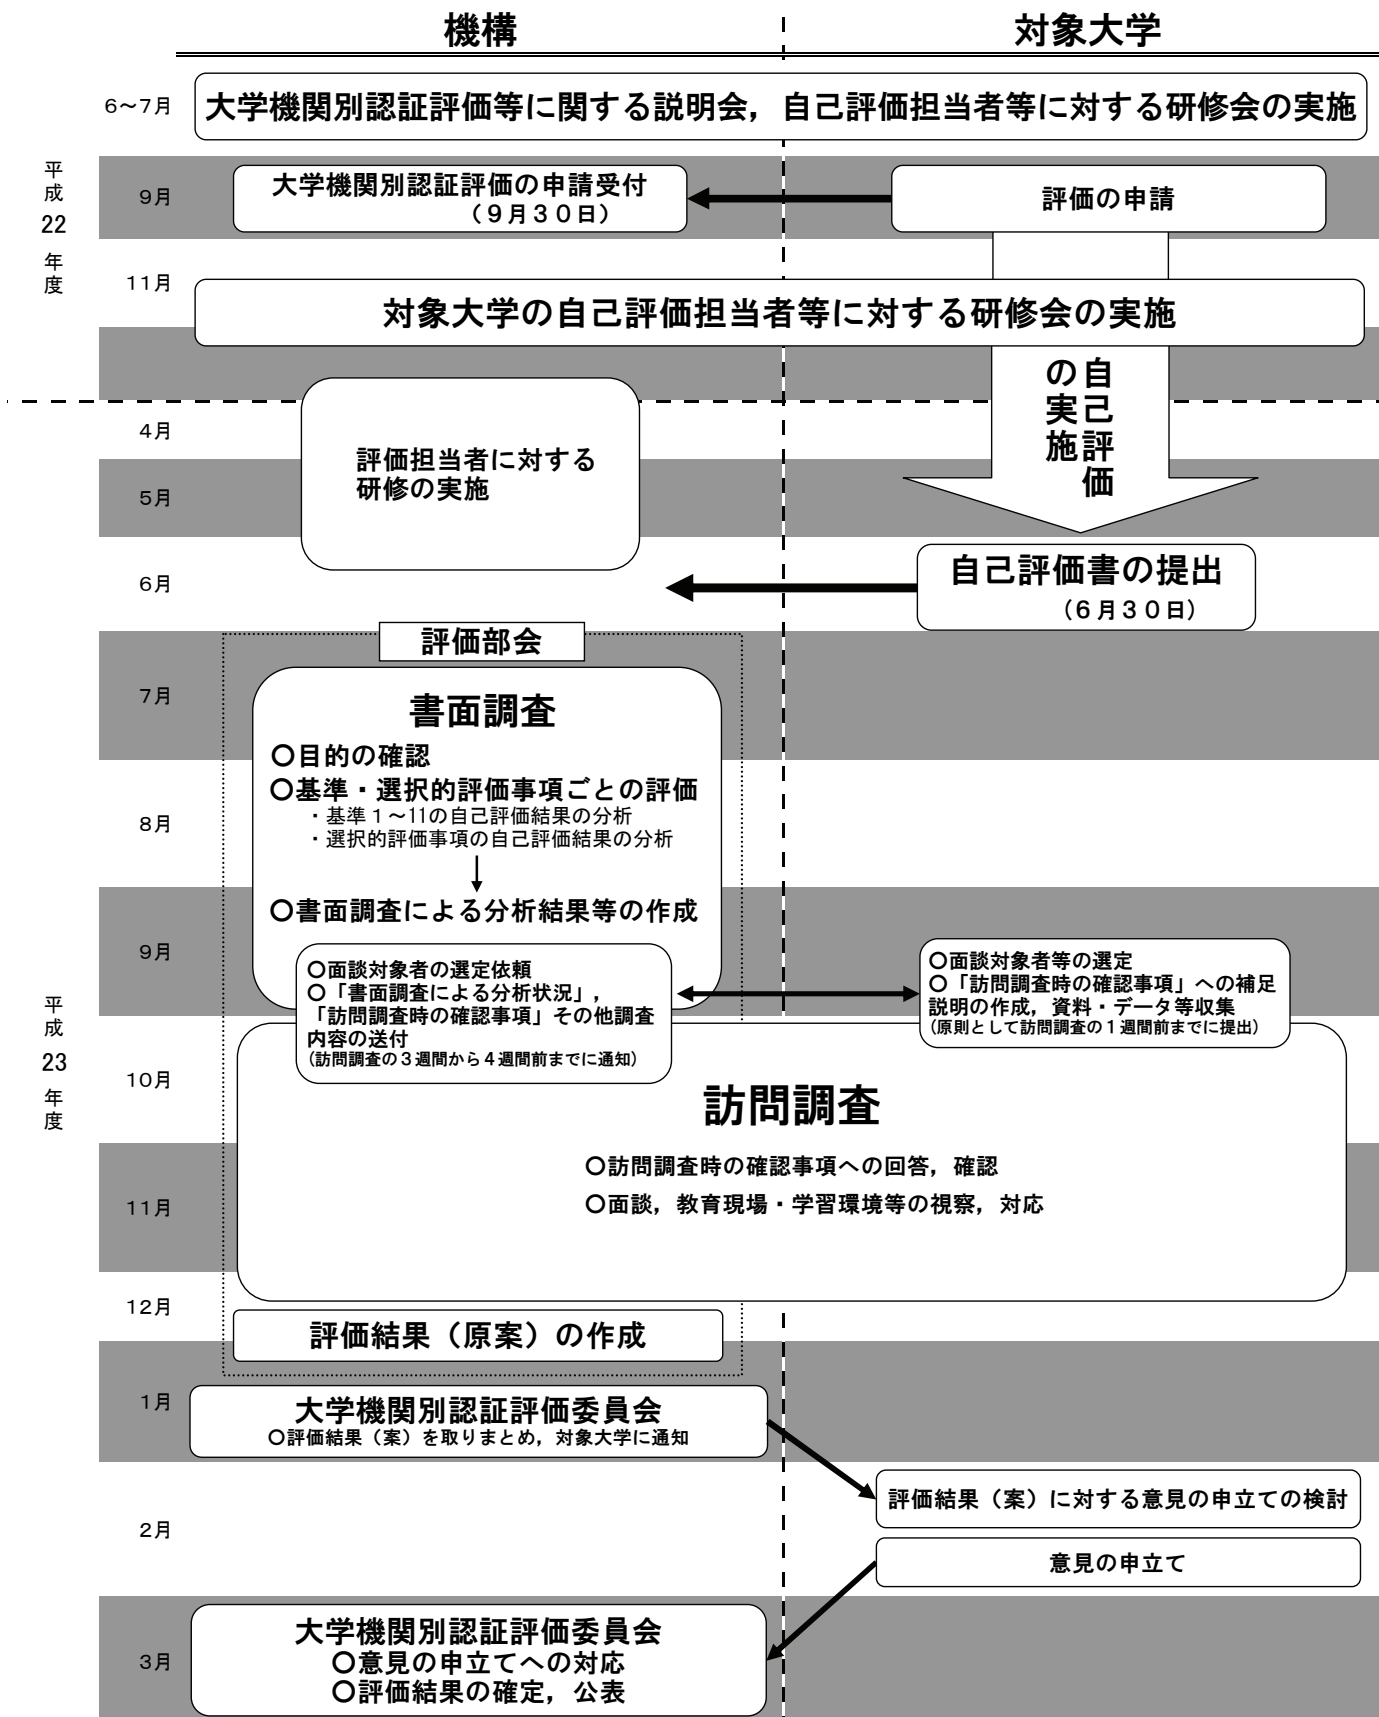 機構
対象大学
平成22年度
6～7月
大学機関別認証評価等に関する説明会，自己評価担当者等に対する研修会の実施
9月
大学機関別認証評価の申請受付
（９月３０日）
評価の申請
11月
対象大学の自己評価担当者等に対する研修会の実施
自己評価
の実施
平成23年度
4月
評価担当者に対する
研修の実施
5月
6月
自己評価書の提出
（６月３０日）
評価部会
7月
書面調査
○目的の確認
○基準・選択的評価事項ごとの評価
・基準１～11の自己評価結果の分析
・選択的評価事項の自己評価結果の分析
8月
○書面調査による分析結果等の作成
9月
○面談対象者の選定依頼
○「書面調査による分析状況」，
「訪問調査時の確認事項」その他調査
内容の送付
（訪問調査の３週間から４週間前までに通知）
○面談対象者等の選定
○「訪問調査時の確認事項」への補足
説明の作成，資料・データ等収集
（原則として訪問調査の１週間前までに提出）
10月
訪問調査
○訪問調査時の確認事項への回答，確認
○面談，教育現場・学習環境等の視察，対応
11月
12月
評価結果（原案）の作成
1月
大学機関別認証評価委員会
○評価結果（案）を取りまとめ，対象大学に通知
評価結果（案）に対する意見の申立ての検討
2月
意見の申立て
3月
大学機関別認証評価委員会
○意見の申立てへの対応
○評価結果の確定，公表